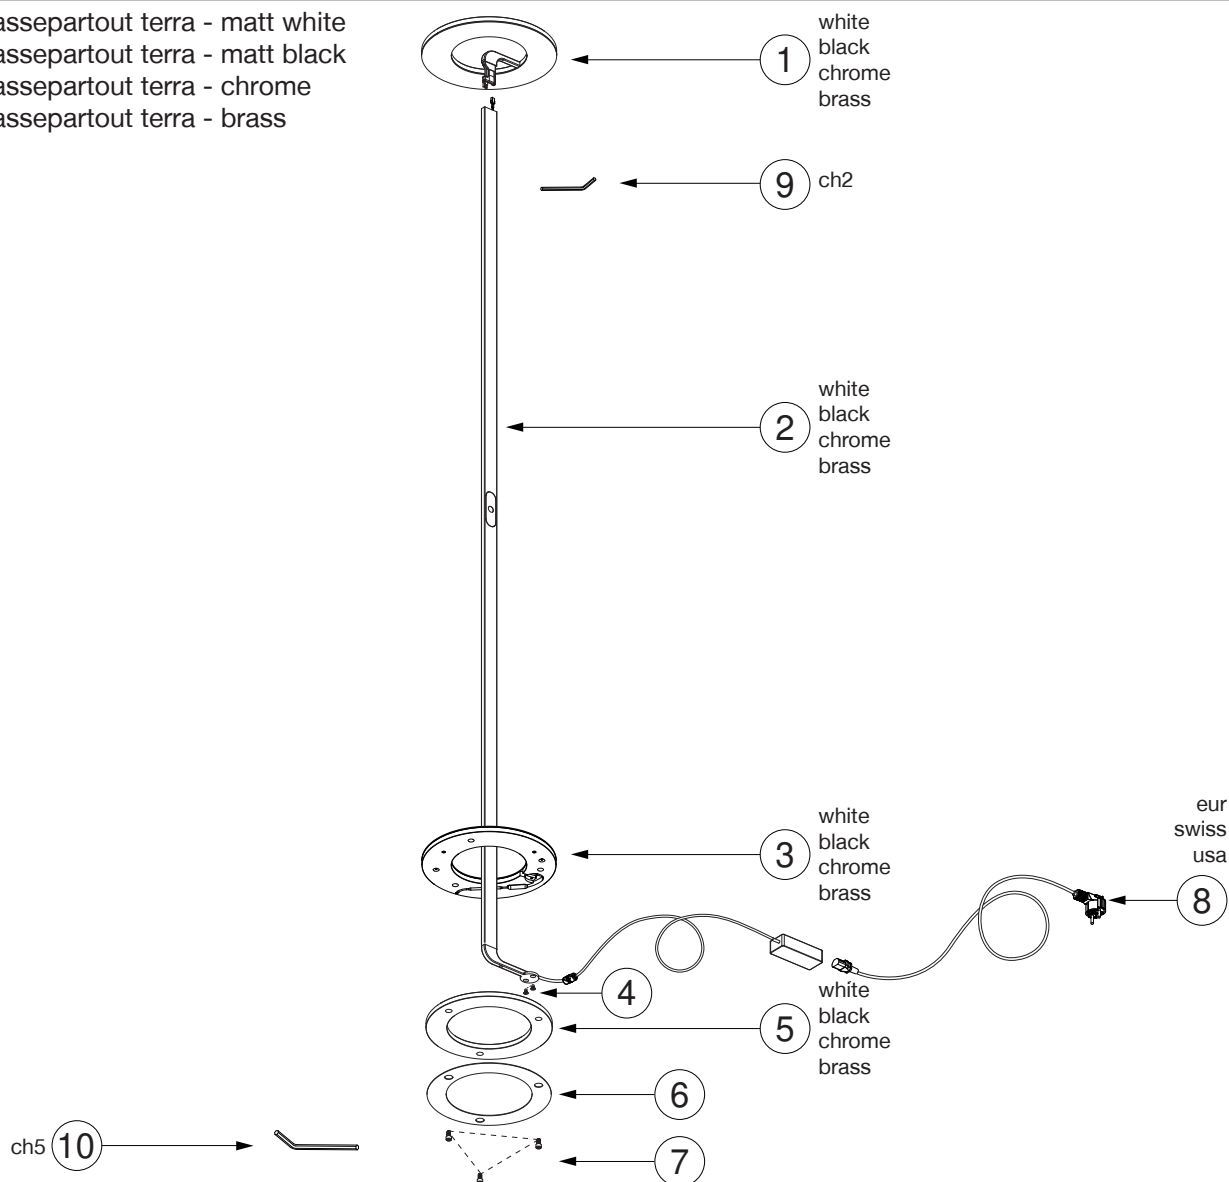 assepartout terra - matt white
assepartout terra - matt black
assepartout terra - chrome
assepartout terra - brass
1
white
black
chrome
brass
9
ch2
2
white
black
chrome
brass
3
white
black
chrome
brass
eur
swiss
usa
8
4
5
white
black
chrome
brass
6
ch5
10
7